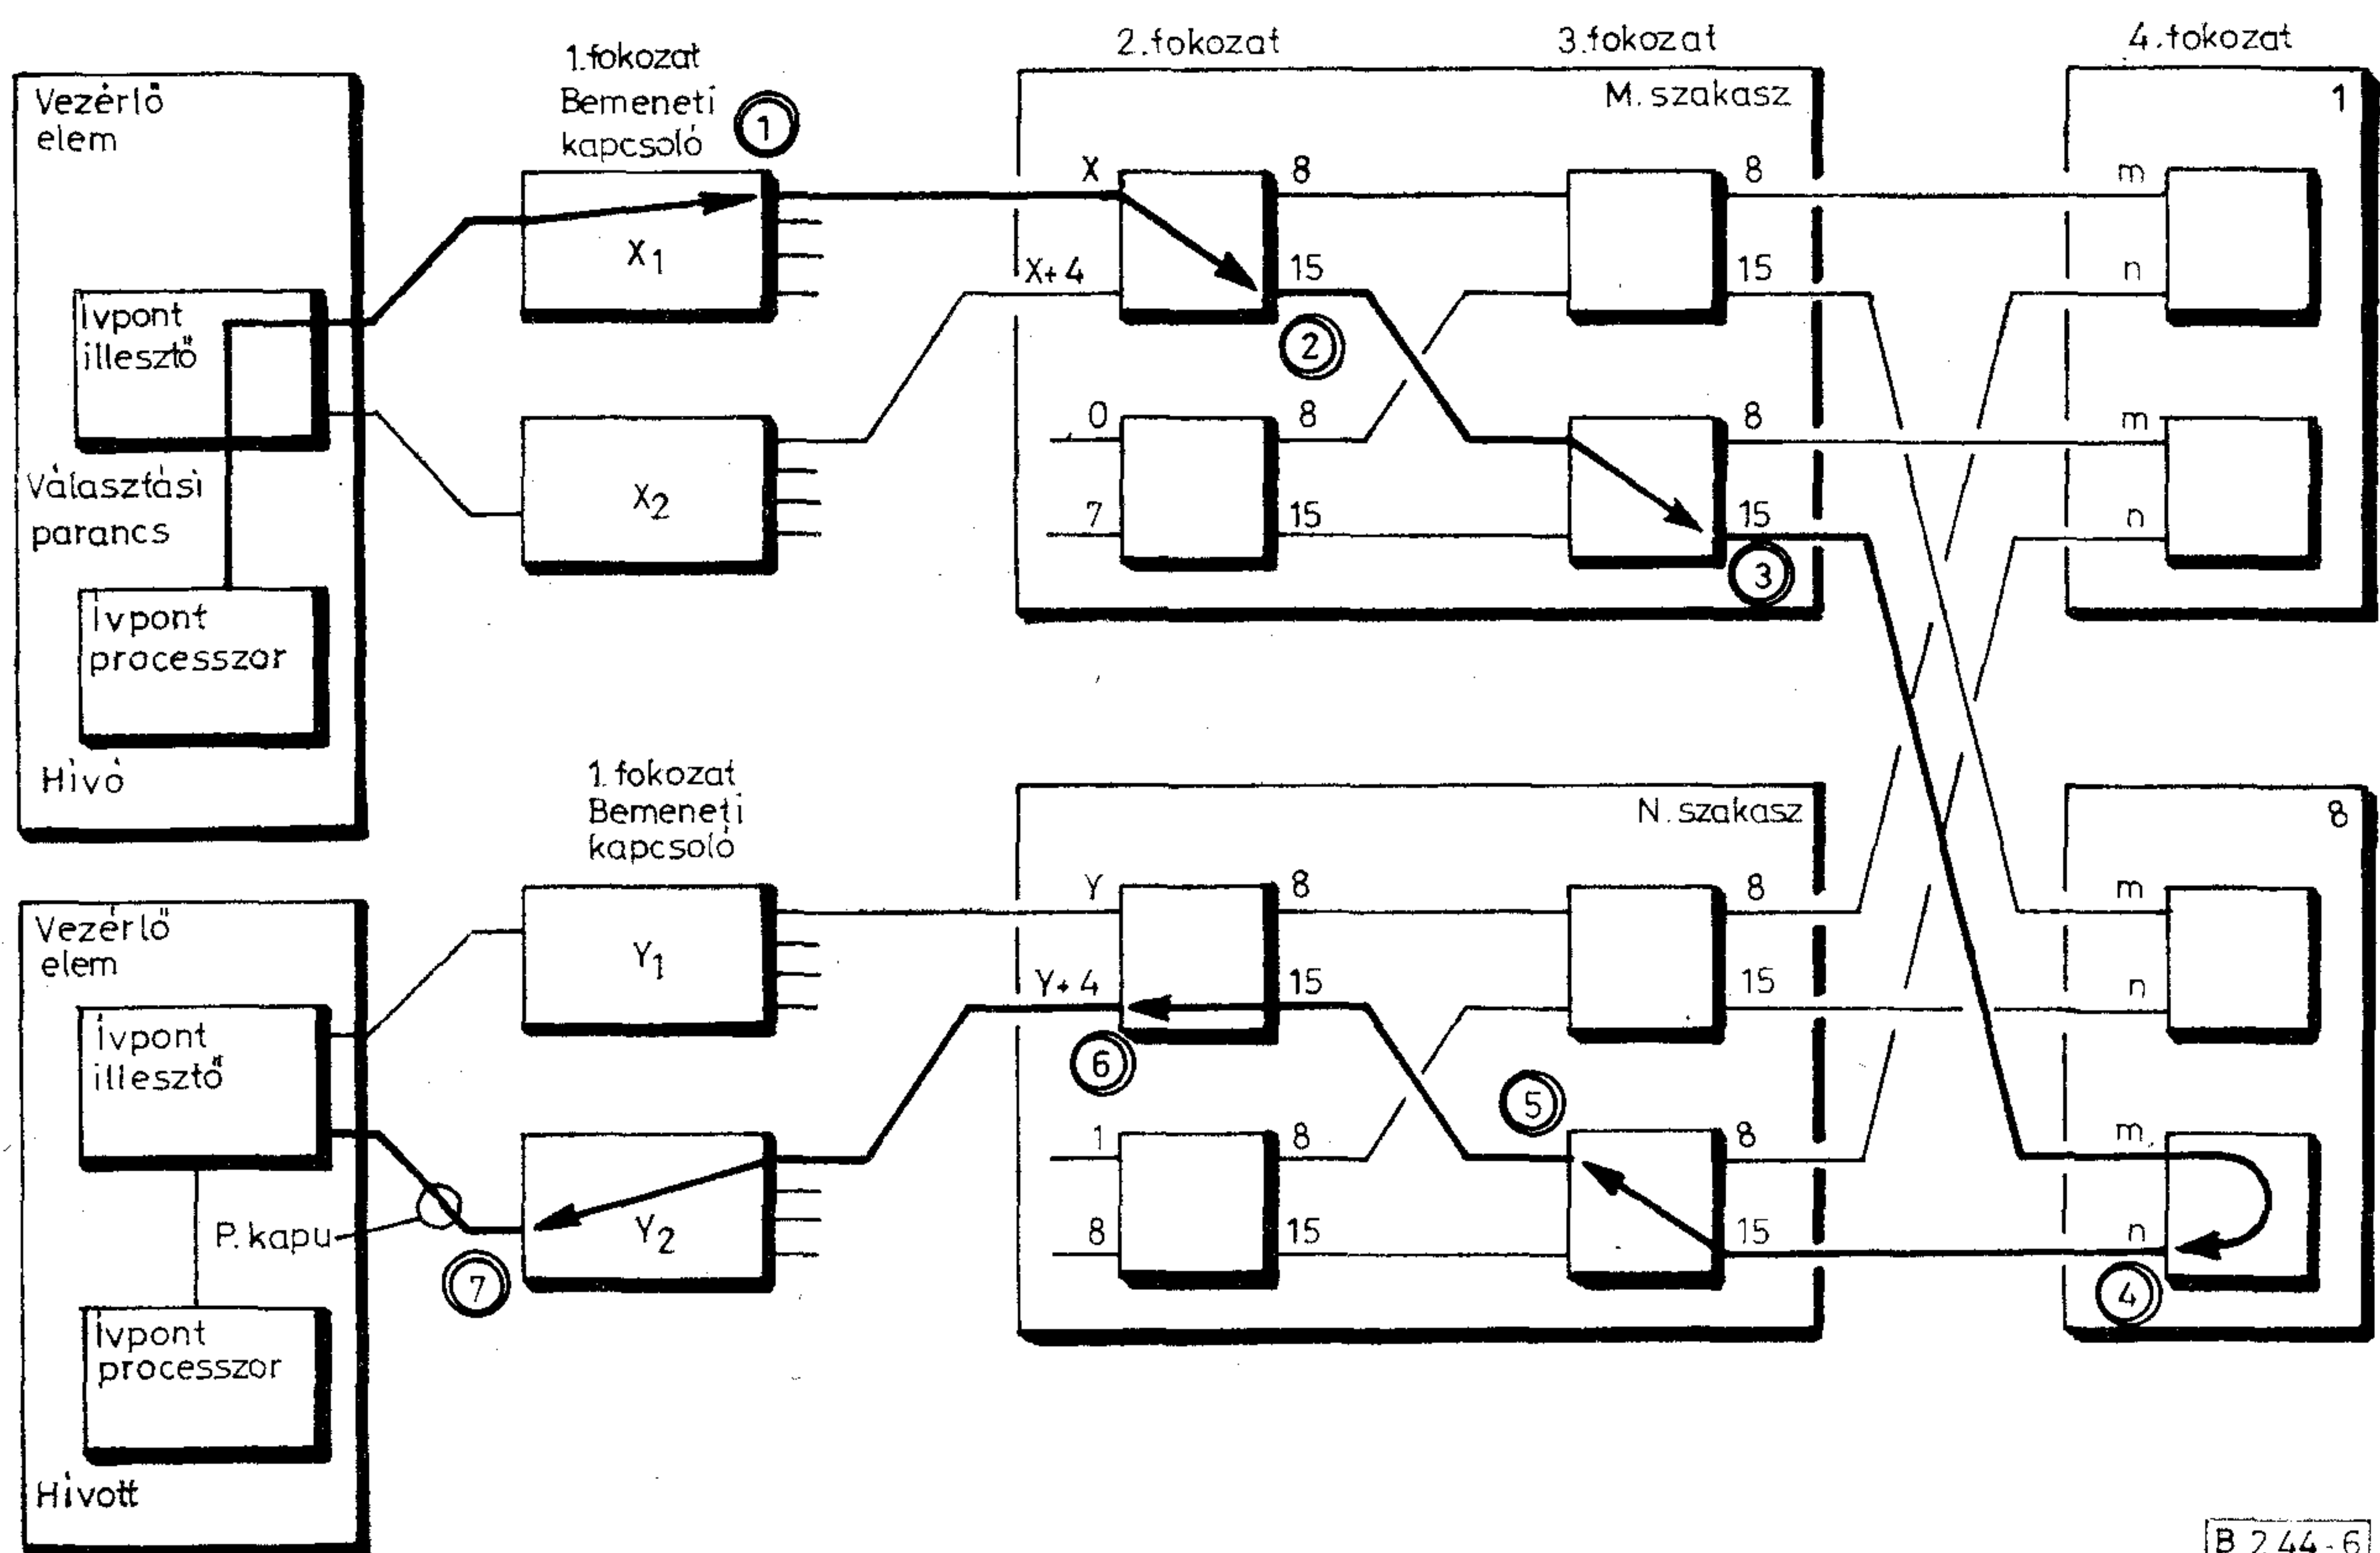 1.fokozat
Bemeneti
kapcsoló
1
2.fokozat
3.fokozat
4.fokozat
Vezérlő
elem
Ívpont
illesztő
Választási
parancs
Ívpont
processzor
Hívó
X1
X2
M. szakasz
X
X+4
8
15
2
0
7
8
15
8
15
8
15
3
1
m
n
m
n
1.fokozat
Bemeneti
kapcsoló
Vezérlő
elem
Ívpont
illesztő
P. kapu
Ívpont
processzor
Hívott
Y1
Y2
7
N. szakasz
Y
Y+4
8
15
6
1
8
8
15
5
8
15
8
15
8
m
n
m
n
4
B 244-6